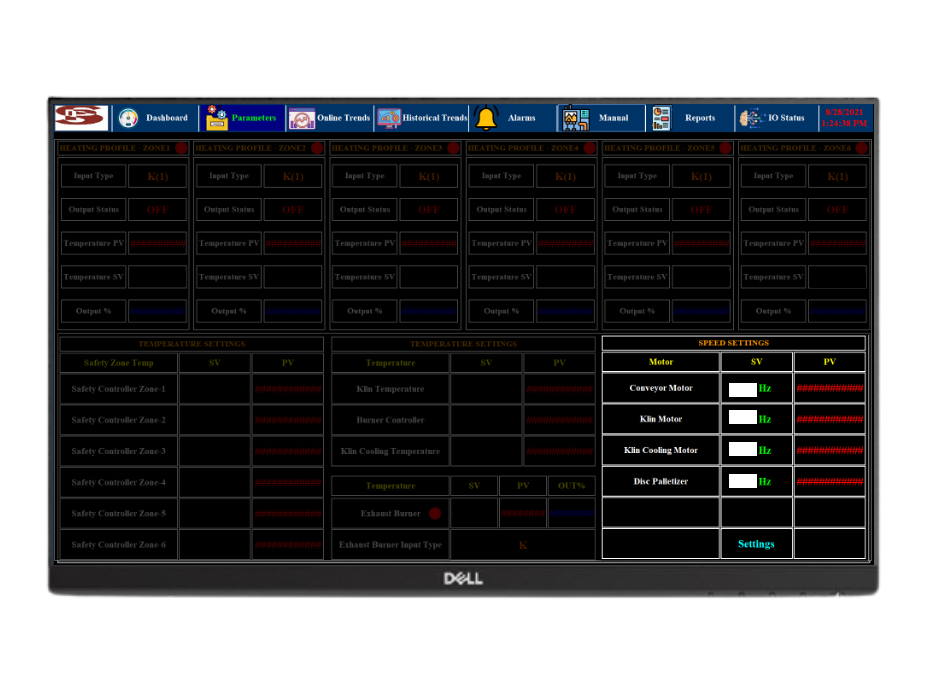 Dashboard Parameters Online Trends Historical Trends Alarms Manual Reports IO Status 8/28/2021
1:24:38 PM
HEATING PROFILE - ZONE1 HEATING PROFILE - ZONE2 HEATING PROFILE - ZONE3 HEATING PROFILE - ZONE4 HEATING PROFILE - ZONE5 HEATING PROFILE - ZONE6
Input Type K(1) Input Type K(1) Input Type K(1) Input Type K(1) Input Type K(1) Input Type K(1)
Output Status OFF Output Status OFF Output Status OFF Output Status OFF Output Status OFF Output Status OFF
Temperature PV ########## Temperature PV ########## Temperature PV ########## Temperature PV ########## Temperature PV ########## Temperature PV ##########
Temperature SV Temperature SV Temperature SV Temperature SV Temperature SV Temperature SV
Output % Output % Output % Output % Output % Output %
TEMPERATURE SETTINGS
Safety Zone Temp SV PV
Safety Controller Zone-1 ############
Safety Controller Zone-2 ############
Safety Controller Zone-3 ############
Safety Controller Zone-4 ############
Safety Controller Zone-5 ############
Safety Controller Zone-6 ############
TEMPERATURE SETTINGS
Temperature SV PV
Klin Temperature ############
Burner Controller ############
Klin Cooling Temperature ############
Temperature SV PV OUT%
Exhaust Burner ########
Exhaust Burner Input Type K
SPEED SETTINGS
Motor SV PV
Conveyor Motor Hz ############
Klin Motor Hz ############
Klin Cooling Motor Hz ############
Disc Palletizer Hz ############
Settings
DELL